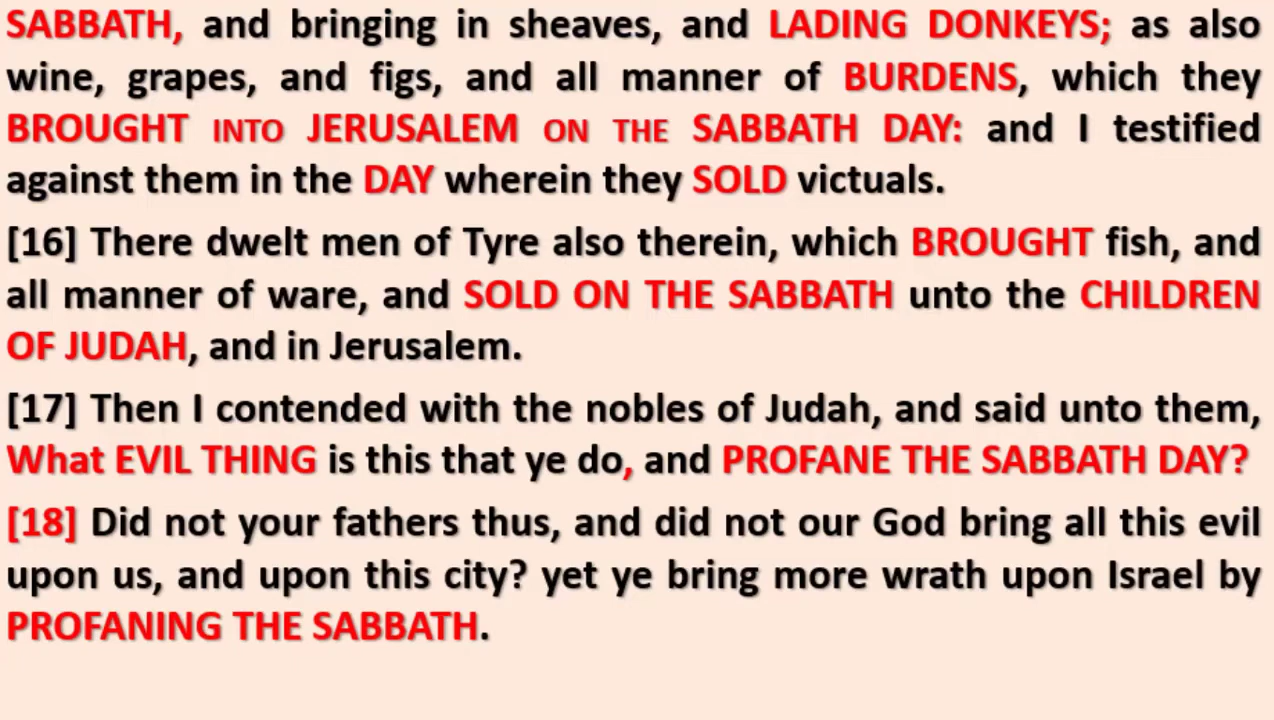 SABBATH, and bringing in sheaves, and LADING DONKEYS; as also
wine, grapes, and figs, and all manner of BURDENS, which they
BROUGHT INTO JERUSALEM ON THE SABBATH DAY: and I testified
against them in the DAY wherein they SOLD victuals.
[16] There dwelt men of Tyre also therein, which BROUGHT fish, and
all manner of ware, and SOLD ON THE SABBATH unto the CHILDREN
OF JUDAH, and in Jerusalem.
[17] Then I contended with the nobles of Judah, and said unto them,
What EVIL THING is this that ye do, and PROFANE THE SABBATH DAY?
[18] Did not your fathers thus, and did not our God bring all this evil
upon us, and upon this city? yet ye bring more wrath upon Israel by
PROFANING THE SABBATH.